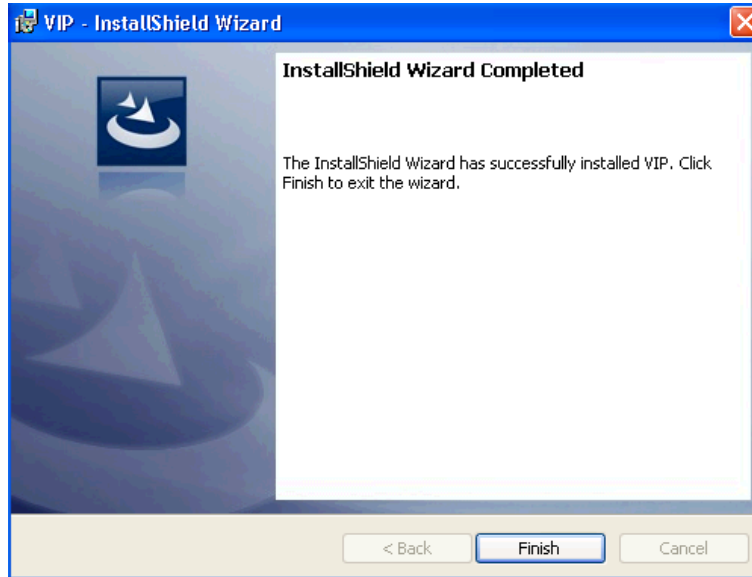 VIP - InstallShield Wizard
InstallShield Wizard Completed
The InstallShield Wizard has successfully installed VIP. Click
Finish to exit the wizard.
< Back Finish Cancel